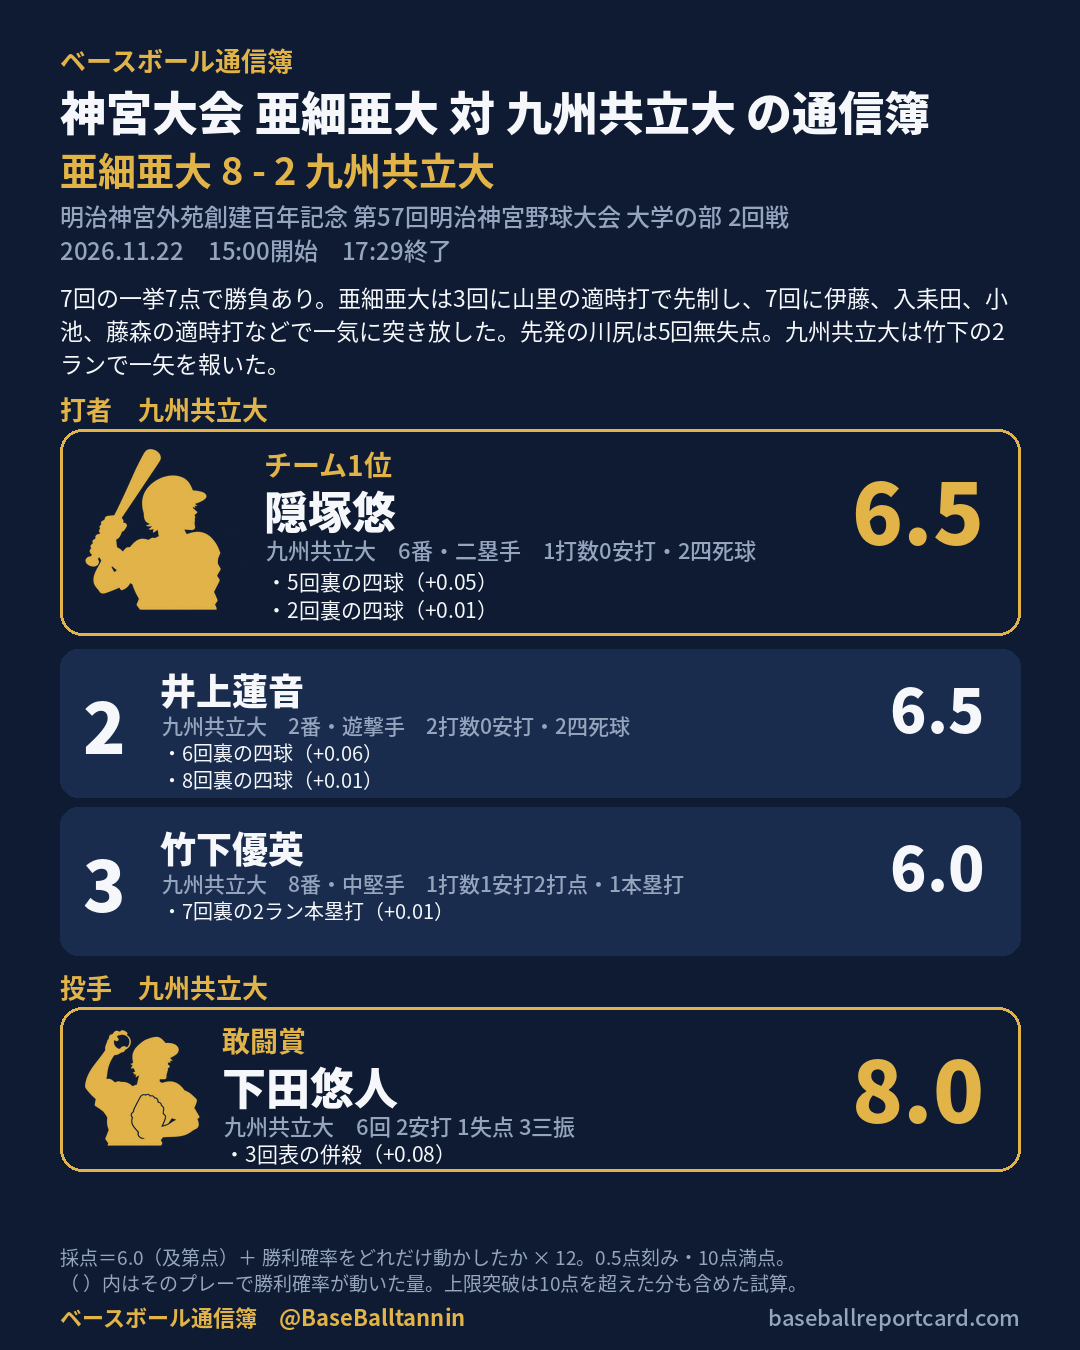 ベースボール通信簿
神宮大会 亜細亜大 対 九州共立大 の通信簿
亜細亜大 8 - 2 九州共立大
明治神宮外苑創建百年記念 第57回明治神宮野球大会 大学の部 2回戦
2026.11.22　15:00開始　17:29終了
7回の一挙7点で勝負あり。亜細亜大は3回に山里の適時打で先制し、7回に伊藤、入耒田、小
池、藤森の適時打などで一気に突き放した。先発の川尻は5回無失点。九州共立大は竹下の2
ランで一矢を報いた。
打者　九州共立大
チーム1位
隠塚悠
九州共立大　6番・二塁手　1打数0安打・2四死球
・5回裏の四球（+0.05）
・2回裏の四球（+0.01）
6.5
2
井上蓮音
九州共立大　2番・遊撃手　2打数0安打・2四死球
・6回裏の四球（+0.06）
・8回裏の四球（+0.01）
6.5
3
竹下優英
九州共立大　8番・中堅手　1打数1安打2打点・1本塁打
・7回裏の2ラン本塁打（+0.01）
6.0
投手　九州共立大
敢闘賞
下田悠人
九州共立大　6回 2安打 1失点 3三振
・3回表の併殺（+0.08）
8.0
採点＝6.0（及第点）＋ 勝利確率をどれだけ動かしたか × 12。0.5点刻み・10点満点。
（ ）内はそのプレーで勝利確率が動いた量。上限突破は10点を超えた分も含めた試算。
ベースボール通信簿　@BaseBalltannin
baseballreportcard.com